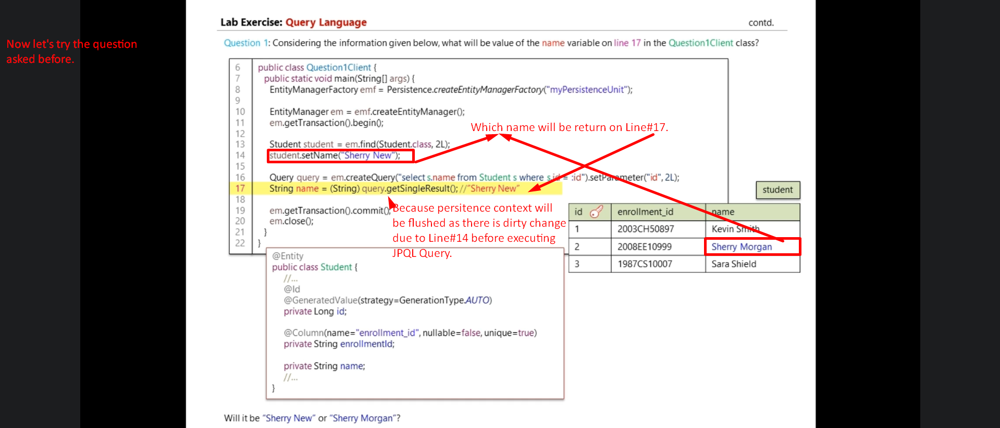 Lab Exercise: Query Language
contd.
Now let's try the question
asked before.
Question 1: Considering the information given below, what will be value of the name variable on line 17 in the Question1Client class?
6 public class Question1Client {
7 public static void main(String[] args) {
8 EntityManagerFactory emf = Persistence.createEntityManagerFactory("myPersistenceUnit");
9
10 EntityManager em = emf.createEntityManager();
11 em.getTransaction().begin();
Which name will be return on Line#17.
12
13 Student student = em.find(Student.class, 2L);
14 student.setName("Sherry New");
15
16 Query query = em.createQuery("select s.name from Student s where s.id = :id").setParameter("id", 2L);
17 String name = (String) query.getSingleResult(); //"Sherry New"
18
19 em.getTransaction().commit();
20 em.close();
21 }
22 }
Because persitence context will
be flushed as there is dirty change
due to Line#14 before executing
JPQL Query.
student
id enrollment_id name
1 2003CH50897 Kevin Smith
2 2008EE10999 Sherry Morgan
3 1987CS10007 Sara Shield
@Entity
public class Student {
//...
@Id
@GeneratedValue(strategy=GenerationType.AUTO)
private Long id;
@Column(name="enrollment_id", nullable=false, unique=true)
private String enrollmentId;
private String name;
//...
}
Will it be "Sherry New" or "Sherry Morgan"?